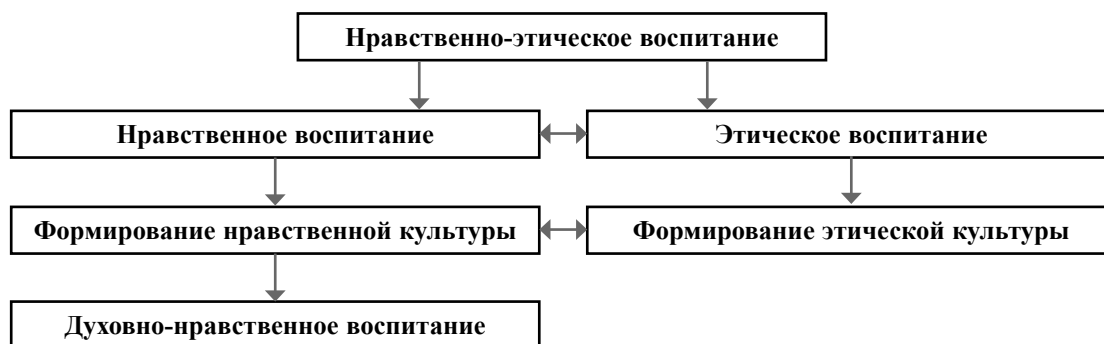 Нравственно-этическое воспитание
Нравственное воспитание
Этическое воспитание
Формирование нравственной культуры
Формирование этической культуры
Духовно-нравственное воспитание